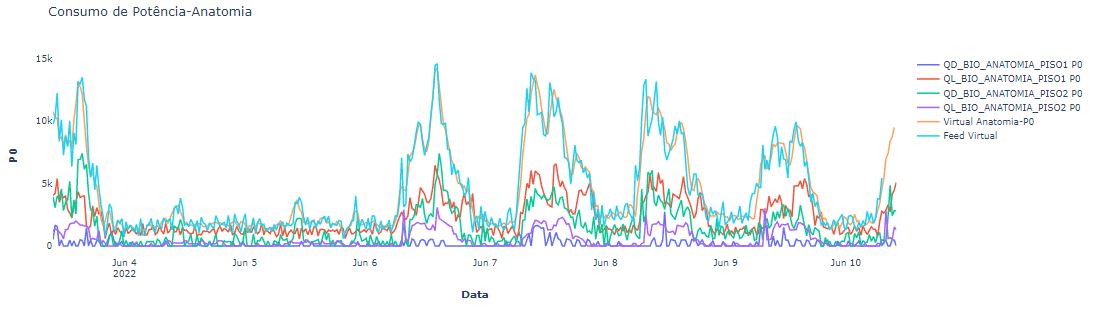 Consumo de Potência-Anatomia
15k
10k
5k
0
P0
Jun 4
2022
Jun 5
Jun 6
Jun 7
Jun 8
Jun 9
Jun 10
Data
QD_BIO_ANATOMIA_PISO1 P0
QL_BIO_ANATOMIA_PISO1 P0
QD_BIO_ANATOMIA_PISO2 P0
QL_BIO_ANATOMIA_PISO2 P0
Virtual Anatomia-P0
Feed Virtual